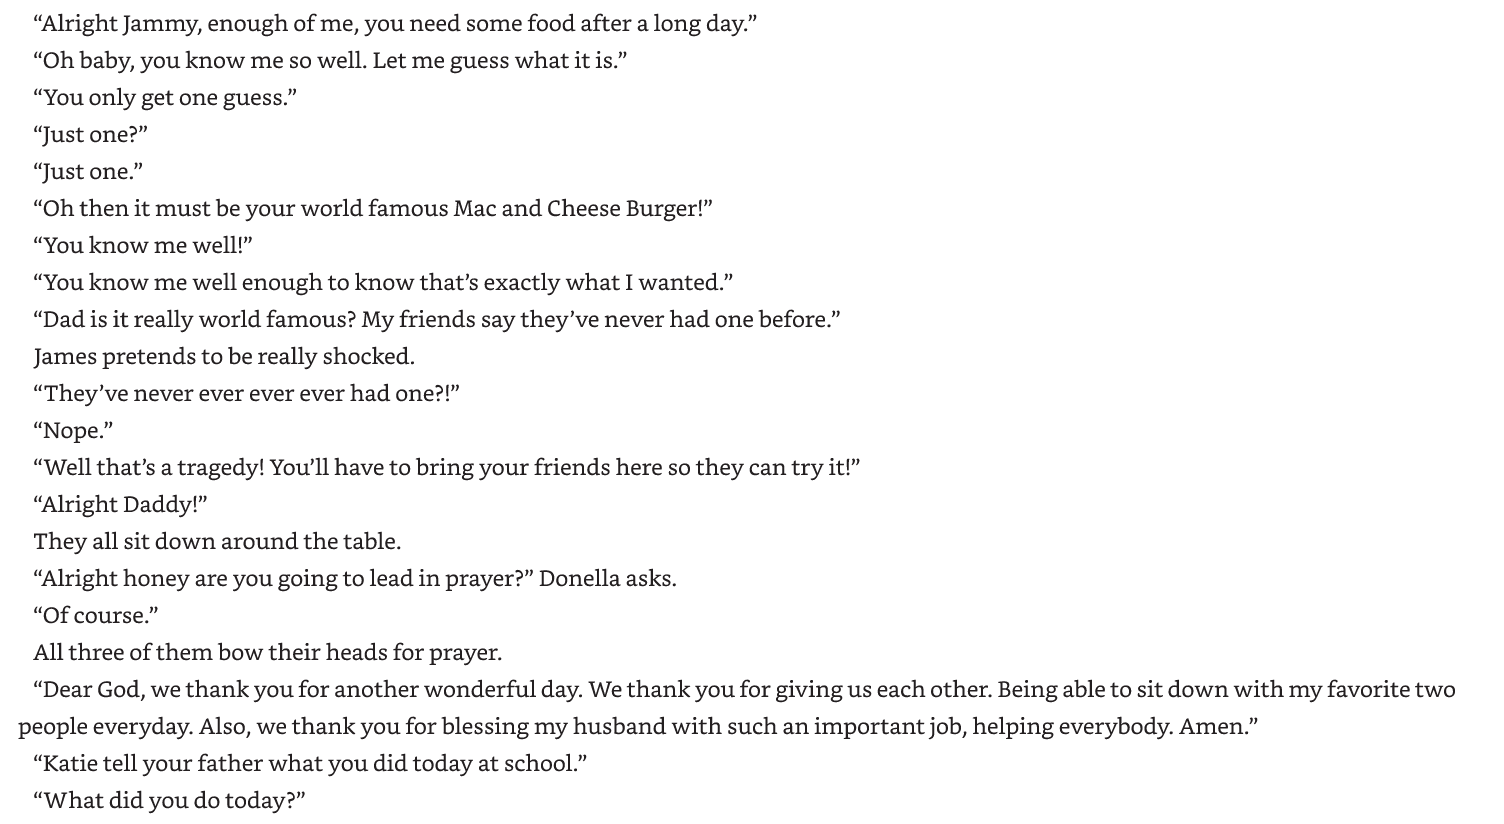 “Alright Jammy, enough of me, you need some food after a long day.”
“Oh baby, you know me so well. Let me guess what it is.”
“You only get one guess.”
“Just one?”
“Just one.”
“Oh then it must be your world famous Mac and Cheese Burger!”
“You know me well!”
“You know me well enough to know that’s exactly what I wanted.”
“Dad is it really world famous? My friends say they’ve never had one before.”
James pretends to be really shocked.
“They’ve never ever ever ever had one?!”
“Nope.”
“Well that’s a tragedy! You’ll have to bring your friends here so they can try it!”
“Alright Daddy!”
They all sit down around the table.
“Alright honey are you going to lead in prayer?” Donella asks.
“Of course.”
All three of them bow their heads for prayer.
“Dear God, we thank you for another wonderful day. We thank you for giving us each other. Being able to sit down with my favorite two
people everyday. Also, we thank you for blessing my husband with such an important job, helping everybody. Amen.”
“Katie tell your father what you did today at school.”
“What did you do today?”